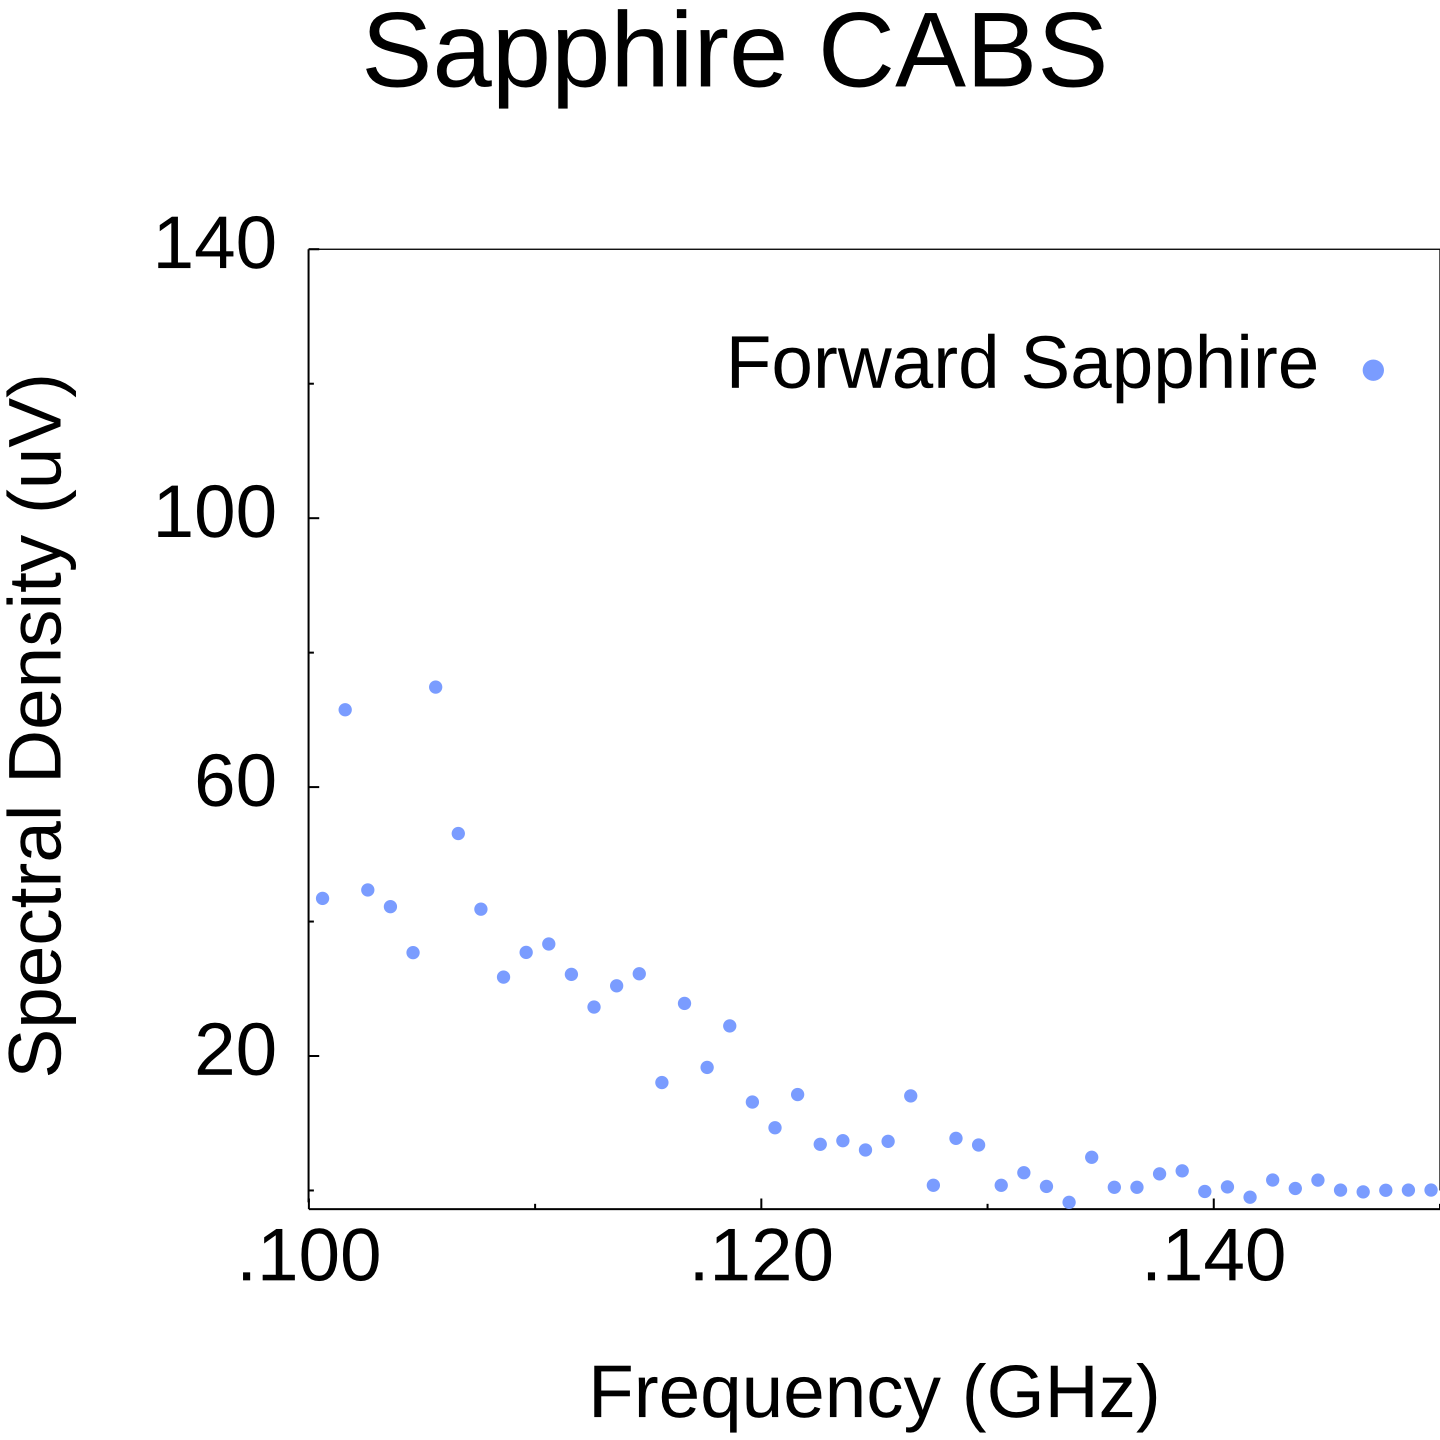 Sapphire CABS
140
Forward Sapphire
100
60
20
Spectral Density (uV)
.100 .120 .140
Frequency (GHz)